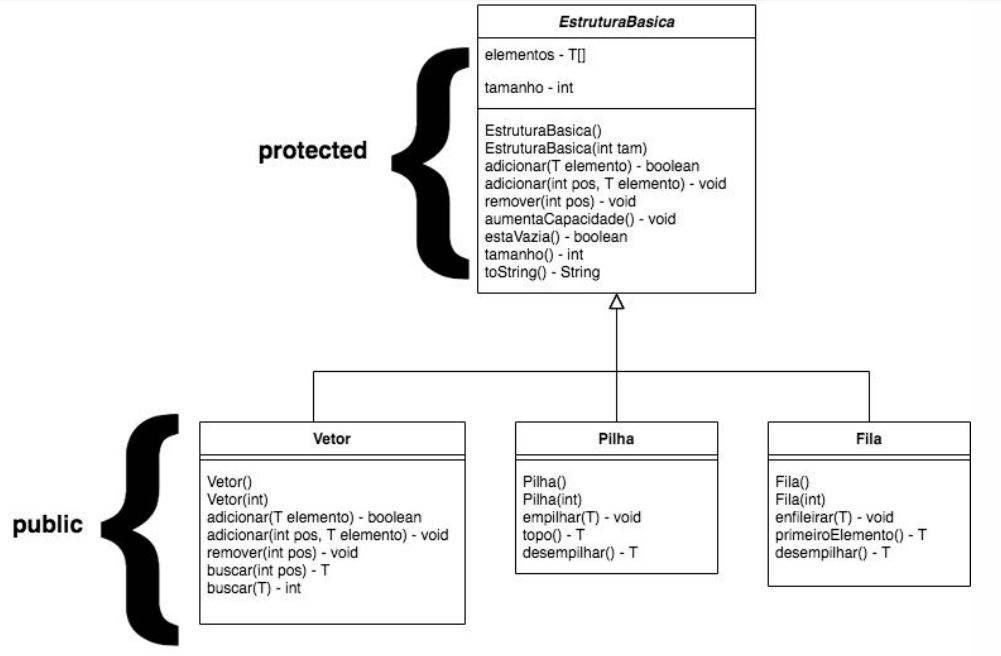 EstruturaBasica
elementos - T[]
tamanho - int
protected
EstruturaBasica()
EstruturaBasica(int tam)
adicionar(T elemento) - boolean
adicionar(int pos, T elemento) - void
remover(int pos) - void
aumentaCapacidade() - void
estaVazia() - boolean
tamanho() - int
toString() - String
public
Vetor
Vetor()
Vetor(int)
adicionar(T elemento) - boolean
adicionar(int pos, T elemento) - void
remover(int pos) - void
buscar(int pos) - T
buscar(T) - int
Pilha
Pilha()
Pilha(int)
empilhar(T) - void
topo() - T
desempilhar() - T
Fila
Fila()
Fila(int)
enfileirar(T) - void
primeiroElemento() - T
desempilhar() - T